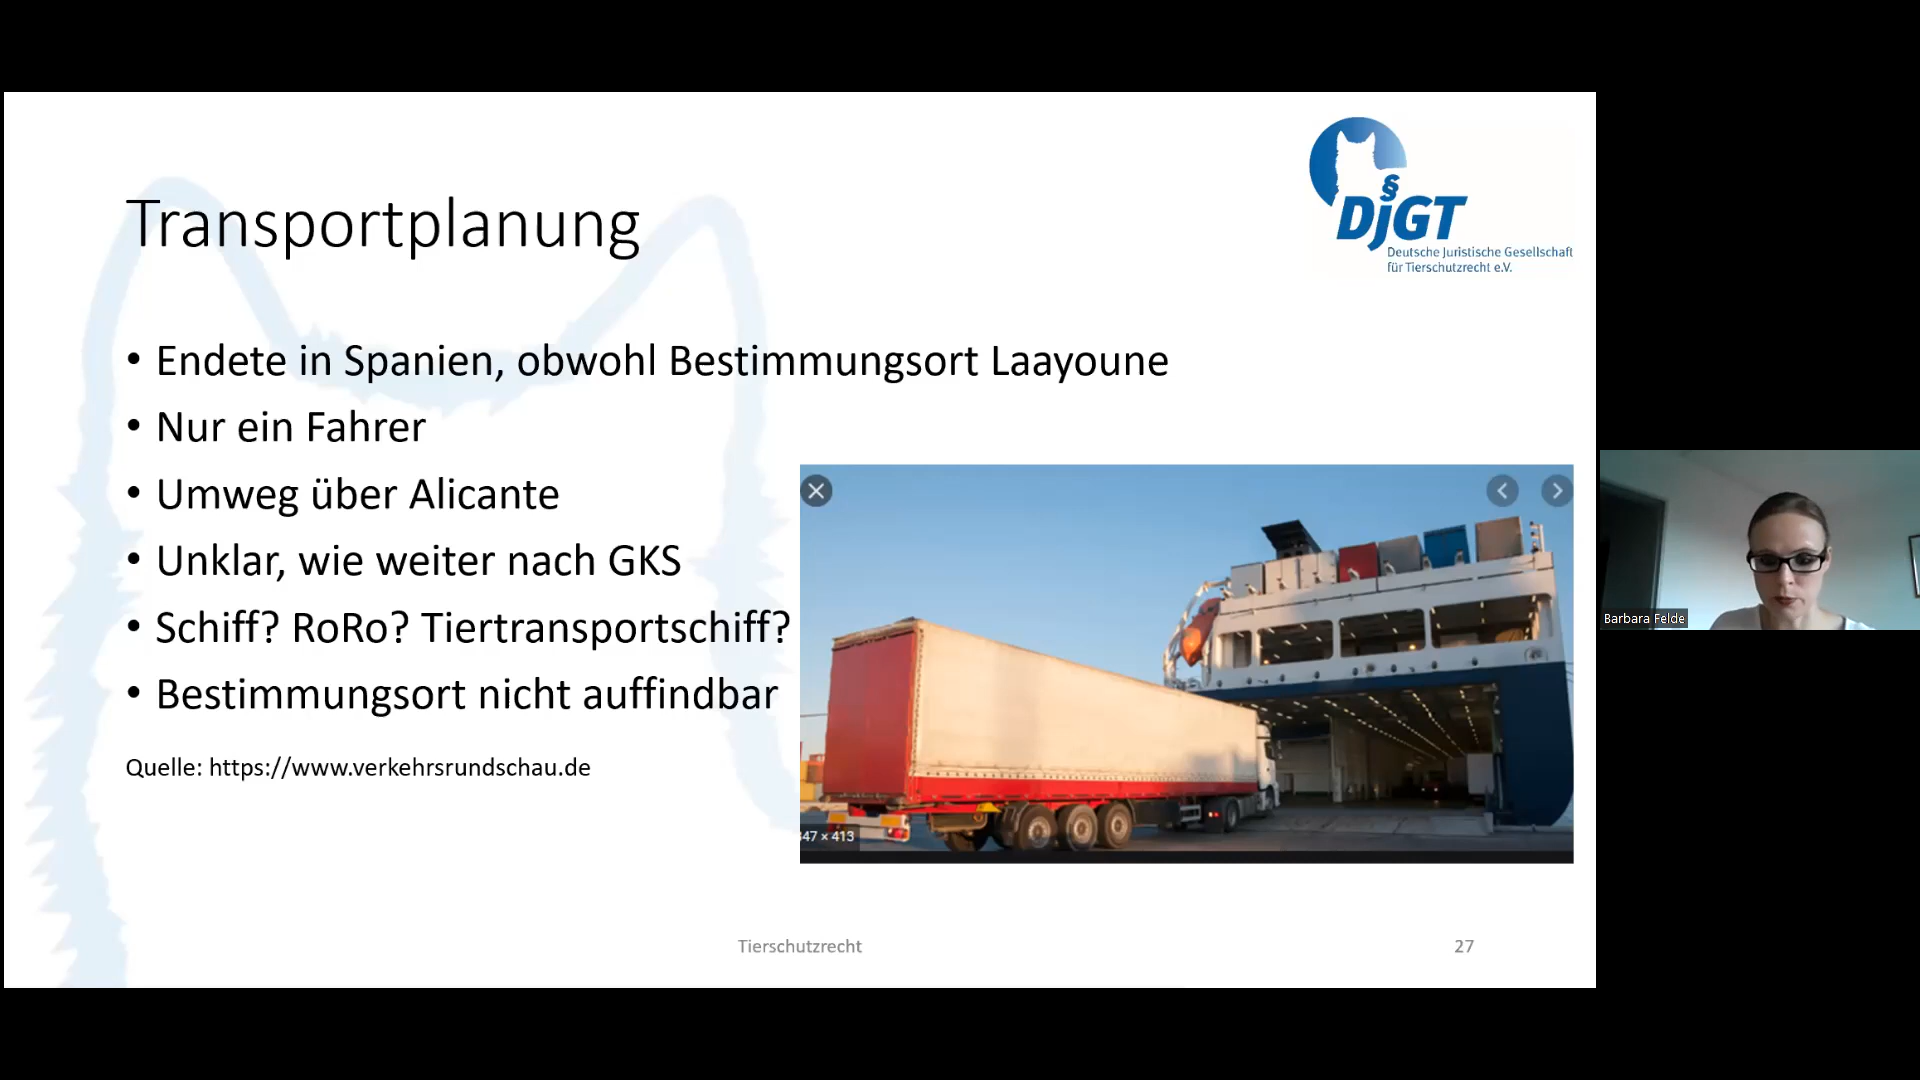 §
DJGT
Deutsche Juristische Gesellschaft
für Tierschutzrecht e.V.
Transportplanung
• Endete in Spanien, obwohl Bestimmungsort Laayoune
• Nur ein Fahrer
• Umweg über Alicante
• Unklar, wie weiter nach GKS
• Schiff? RoRo? Tiertransportschiff?
• Bestimmungsort nicht auffindbar
Quelle: https://www.verkehrsrundschau.de
47 × 413
Barbara Felde
Tierschutzrecht
27